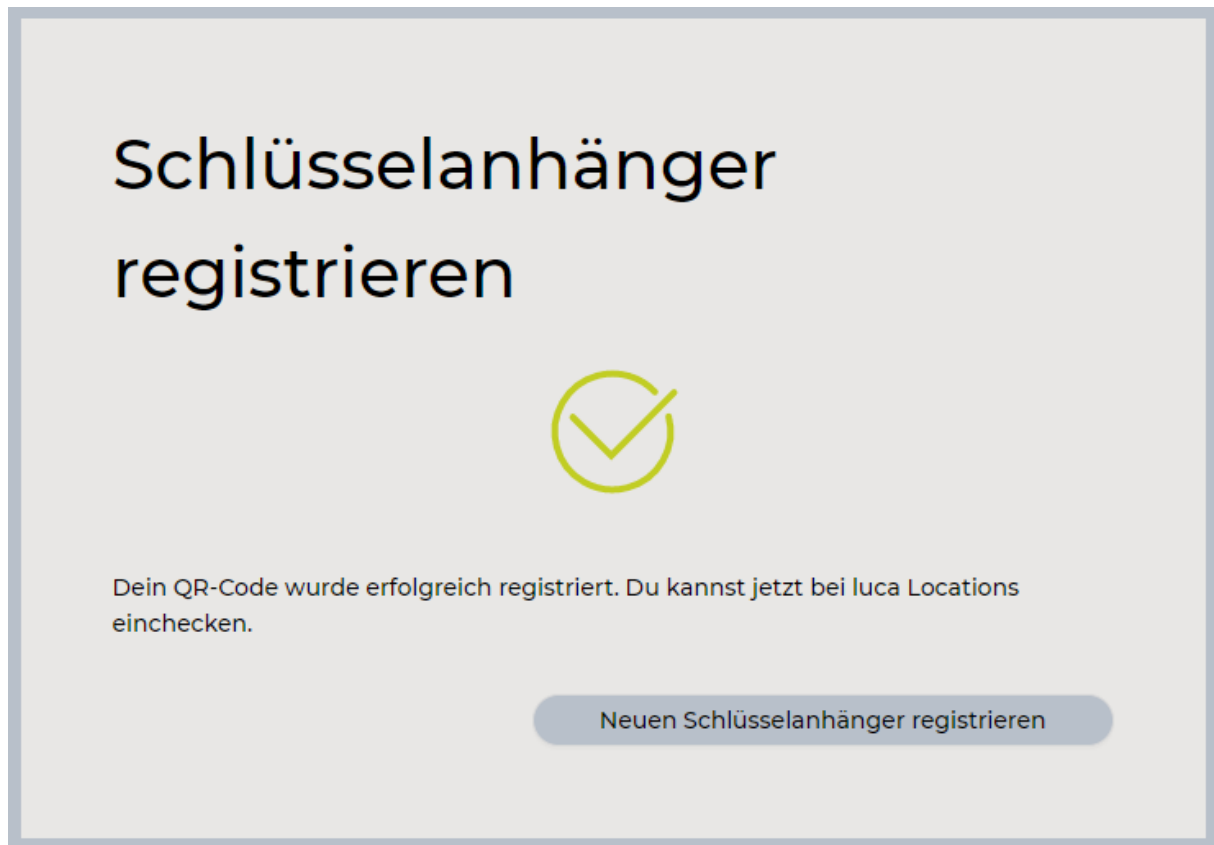 Schlüsselanhänger
registrieren
Dein QR-Code wurde erfolgreich registriert. Du kannst jetzt bei luca Locations
einchecken.
Neuen Schlüsselanhänger registrieren